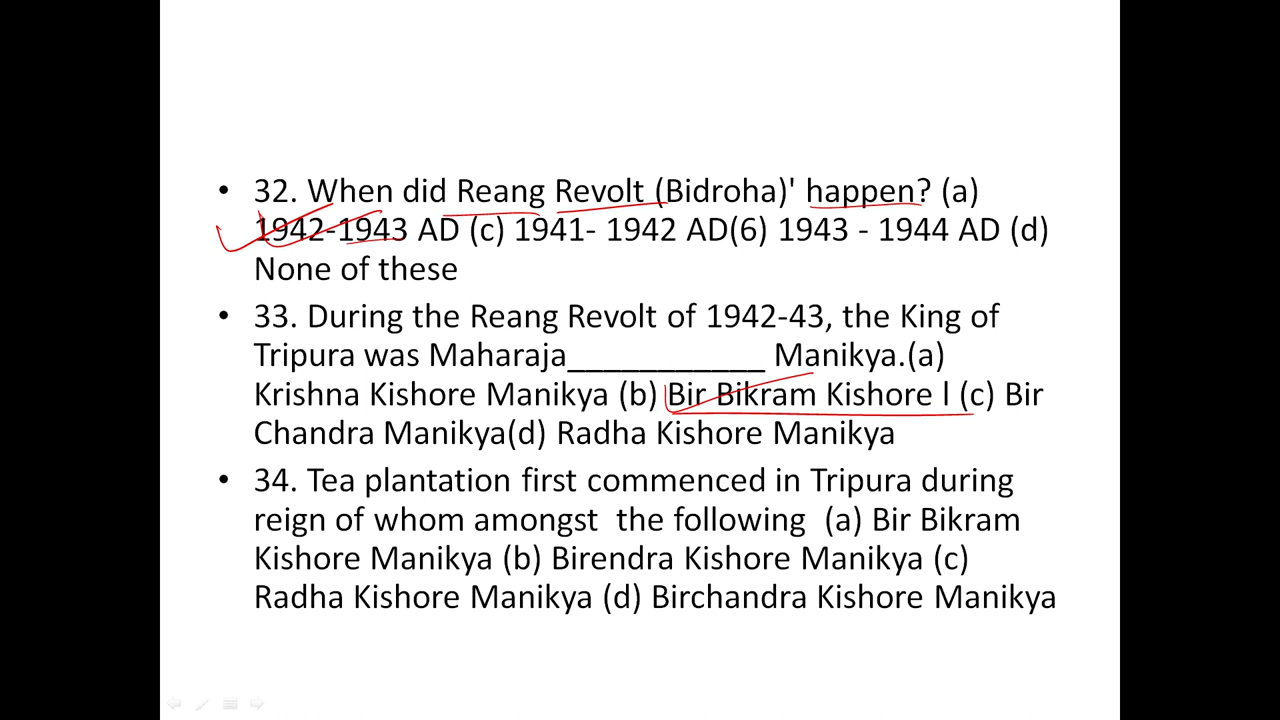 • 32. When did Reang Revolt (Bidroha)' happen? (a)
1942-1943 AD (c) 1941- 1942 AD(6) 1943 - 1944 AD (d)
None of these
• 33. During the Reang Revolt of 1942-43, the King of
Tripura was Maharaja___________ Manikya.(a)
Krishna Kishore Manikya (b) Bir Bikram Kishore l (c) Bir
Chandra Manikya(d) Radha Kishore Manikya
• 34. Tea plantation first commenced in Tripura during
reign of whom amongst  the following  (a) Bir Bikram
Kishore Manikya (b) Birendra Kishore Manikya (c)
Radha Kishore Manikya (d) Birchandra Kishore Manikya